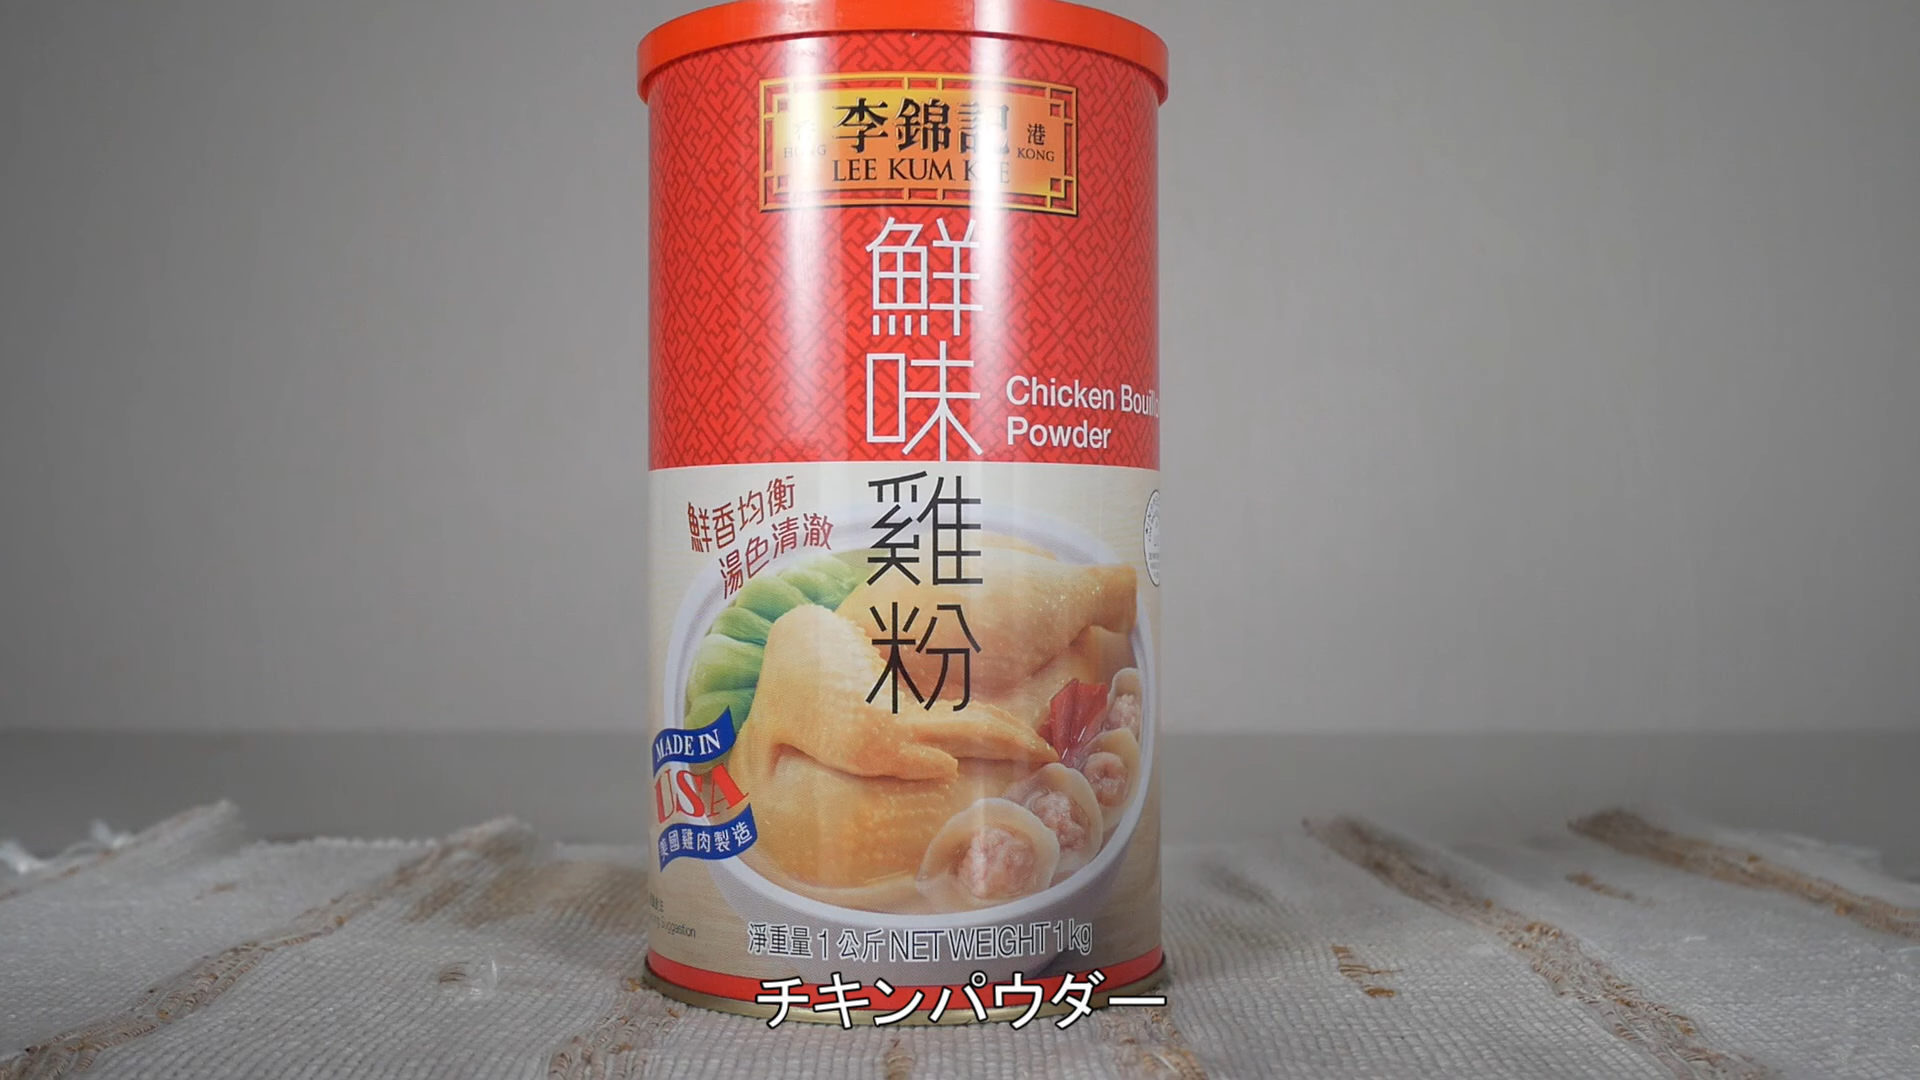 李錦記
港
HONG KONG
LEE KUM KEE
鮮味雞粉
Chicken Bouillon
Powder
鮮香均衡
湯色清澈
MADE IN
USA
美國雞肉製造
淨重量1公斤 NET WEIGHT 1 kg
チキンパウダー